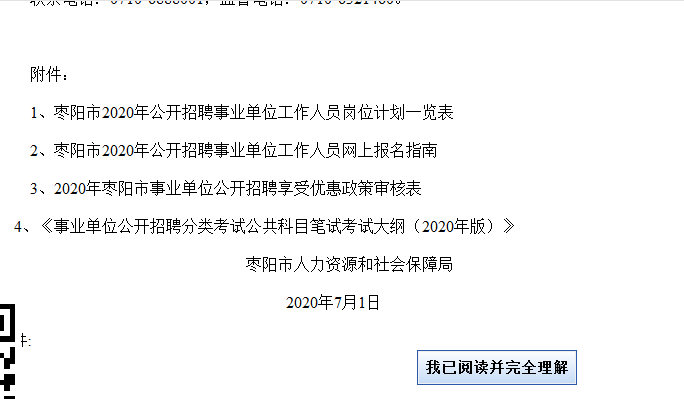 附件：
1、枣阳市2020年公开招聘事业单位工作人员岗位计划一览表
2、枣阳市2020年公开招聘事业单位工作人员网上报名指南
3、2020年枣阳市事业单位公开招聘享受优惠政策审核表
4、《事业单位公开招聘分类考试公共科目笔试考试大纲（2020年版）》
枣阳市人力资源和社会保障局
2020年7月1日
件:
我已阅读并完全理解